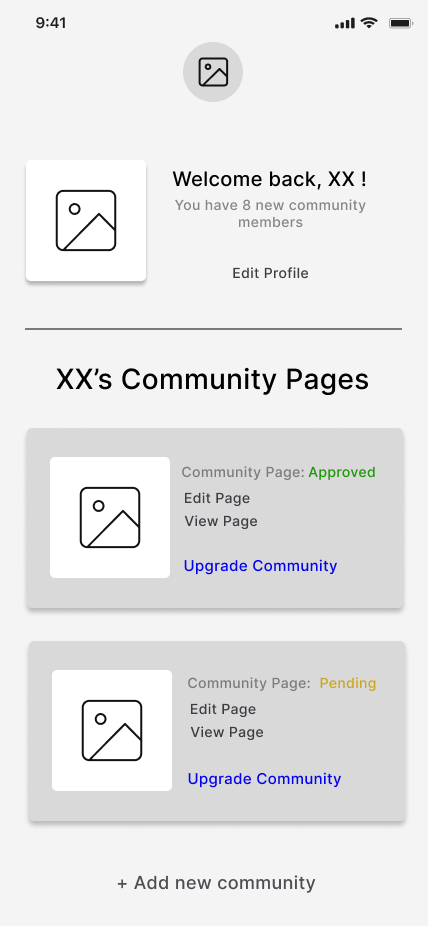 9:41
Welcome back, XX !
You have 8 new community
members
Edit Profile
XX’s Community Pages
Community Page: Approved
Edit Page
View Page
Upgrade Community
Community Page: Pending
Edit Page
View Page
Upgrade Community
+ Add new community